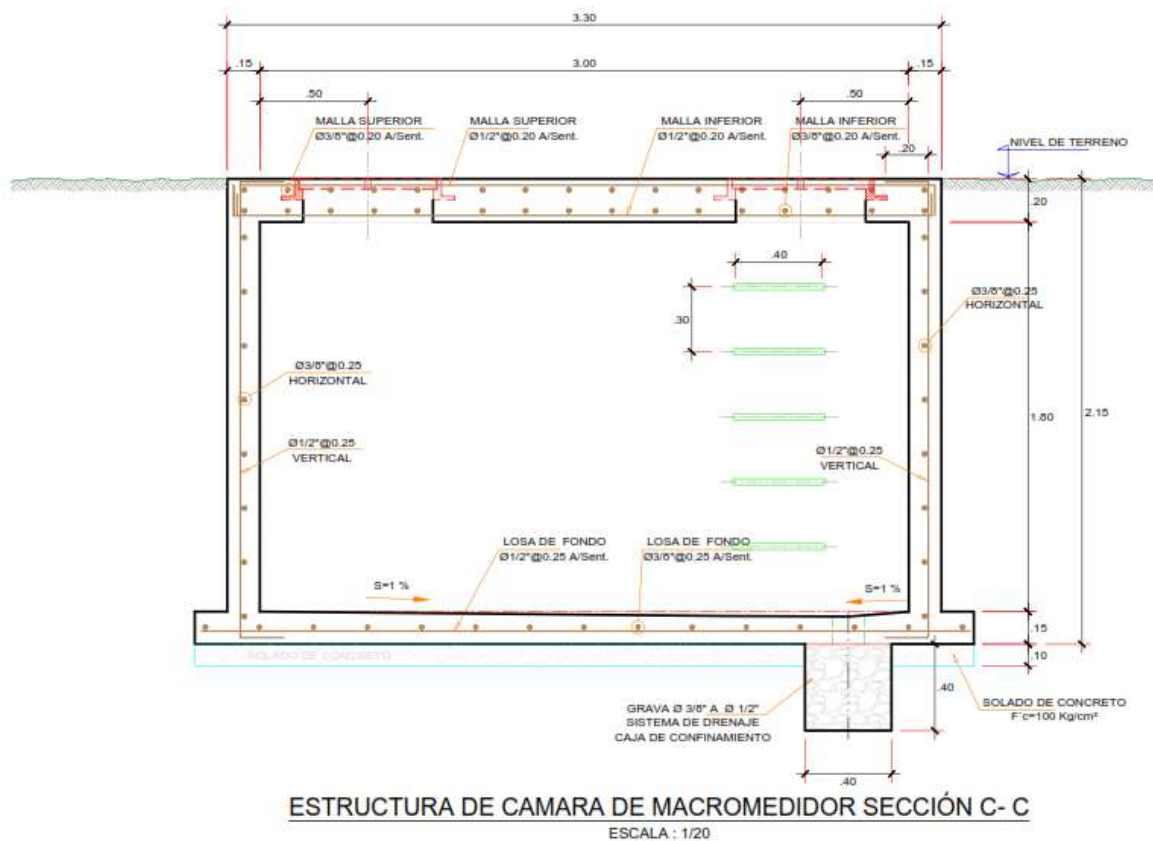 3.30
.15
3.00
.15
.50
.50
MALLA SUPERIOR
Ø3/8"@0.20 A/Sent.
MALLA SUPERIOR
Ø1/2"@0.20 A/Sent.
MALLA INFERIOR
Ø1/2"@0.20 A/Sent.
MALLA INFERIOR
Ø3/8"@0.20 A/Sent.
.20
NIVEL DE TERRENO
.20
.40
.30
Ø3/8"@0.25
HORIZONTAL
Ø3/8"@0.25
HORIZONTAL
1.80
2.15
Ø1/2"@0.25
VERTICAL
Ø1/2"@0.25
VERTICAL
LOSA DE FONDO
Ø1/2"@0.25 A/Sent.
LOSA DE FONDO
Ø3/8"@0.25 A/Sent.
S=1 %
S=1 %
.15
.10
SOLADO DE CONCRETO
.40
GRAVA Ø 3/8" A Ø 1/2"
SISTEMA DE DRENAJE
CAJA DE CONFINAMIENTO
SOLADO DE CONCRETO
F´c=100 Kg/cm²
.40
ESTRUCTURA DE CAMARA DE MACROMEDIDOR SECCIÓN C- C
ESCALA : 1/20